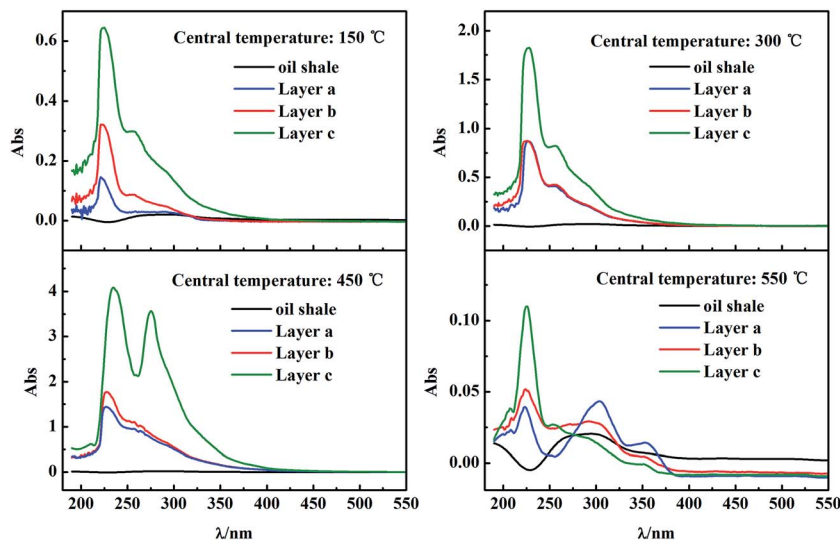 Central temperature: 150 ℃
oil shale
Layer a
Layer b
Layer c
0.6
0.4
0.2
0.0
Abs
Central temperature: 300 ℃
oil shale
Layer a
Layer b
Layer c
2.0
1.5
1.0
0.5
0.0
Abs
Central temperature: 450 ℃
oil shale
Layer a
Layer b
Layer c
4
3
2
1
0
Abs
200 250 300 350 400 450 500 550
λ/nm
Central temperature: 550 ℃
oil shale
Layer a
Layer b
Layer c
0.10
0.05
0.00
Abs
200 250 300 350 400 450 500 550
λ/nm